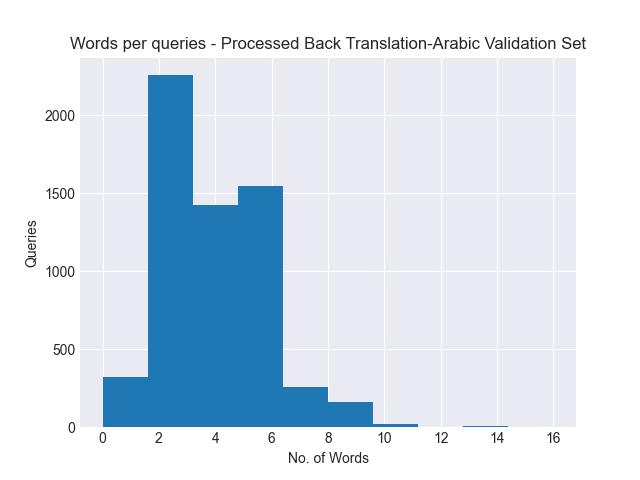 Words per queries - Processed Back Translation-Arabic Validation Set
Queries
2000
1500
1000
500
0
0 2 4 6 8 10 12 14 16
No. of Words